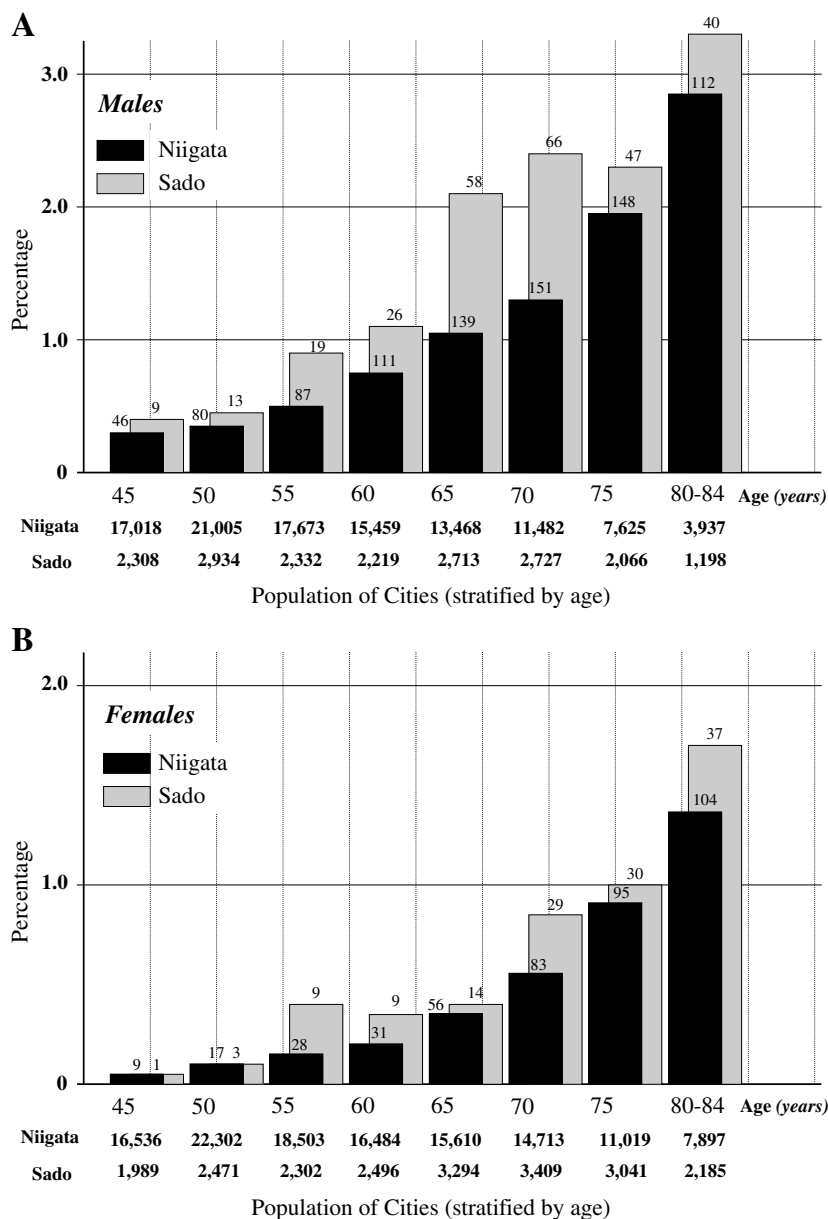 A
3.0
2.0
1.0
0
Percentage
Males
Niigata
Sado
46 9 80 13 87 19 111 26 139 58 151 66 148 47 112 40
45 50 55 60 65 70 75 80-84 Age (years)
Niigata 17,018 21,005 17,673 15,459 13,468 11,482 7,625 3,937
Sado 2,308 2,934 2,332 2,219 2,713 2,727 2,066 1,198
Population of Cities (stratified by age)
B
2.0
1.0
0
Percentage
Females
Niigata
Sado
9 1 17 3 28 9 31 9 56 14 83 29 95 30 104 37
45 50 55 60 65 70 75 80-84 Age (years)
Niigata 16,536 22,302 18,503 16,484 15,610 14,713 11,019 7,897
Sado 1,989 2,471 2,302 2,496 3,294 3,409 3,041 2,185
Population of Cities (stratified by age)